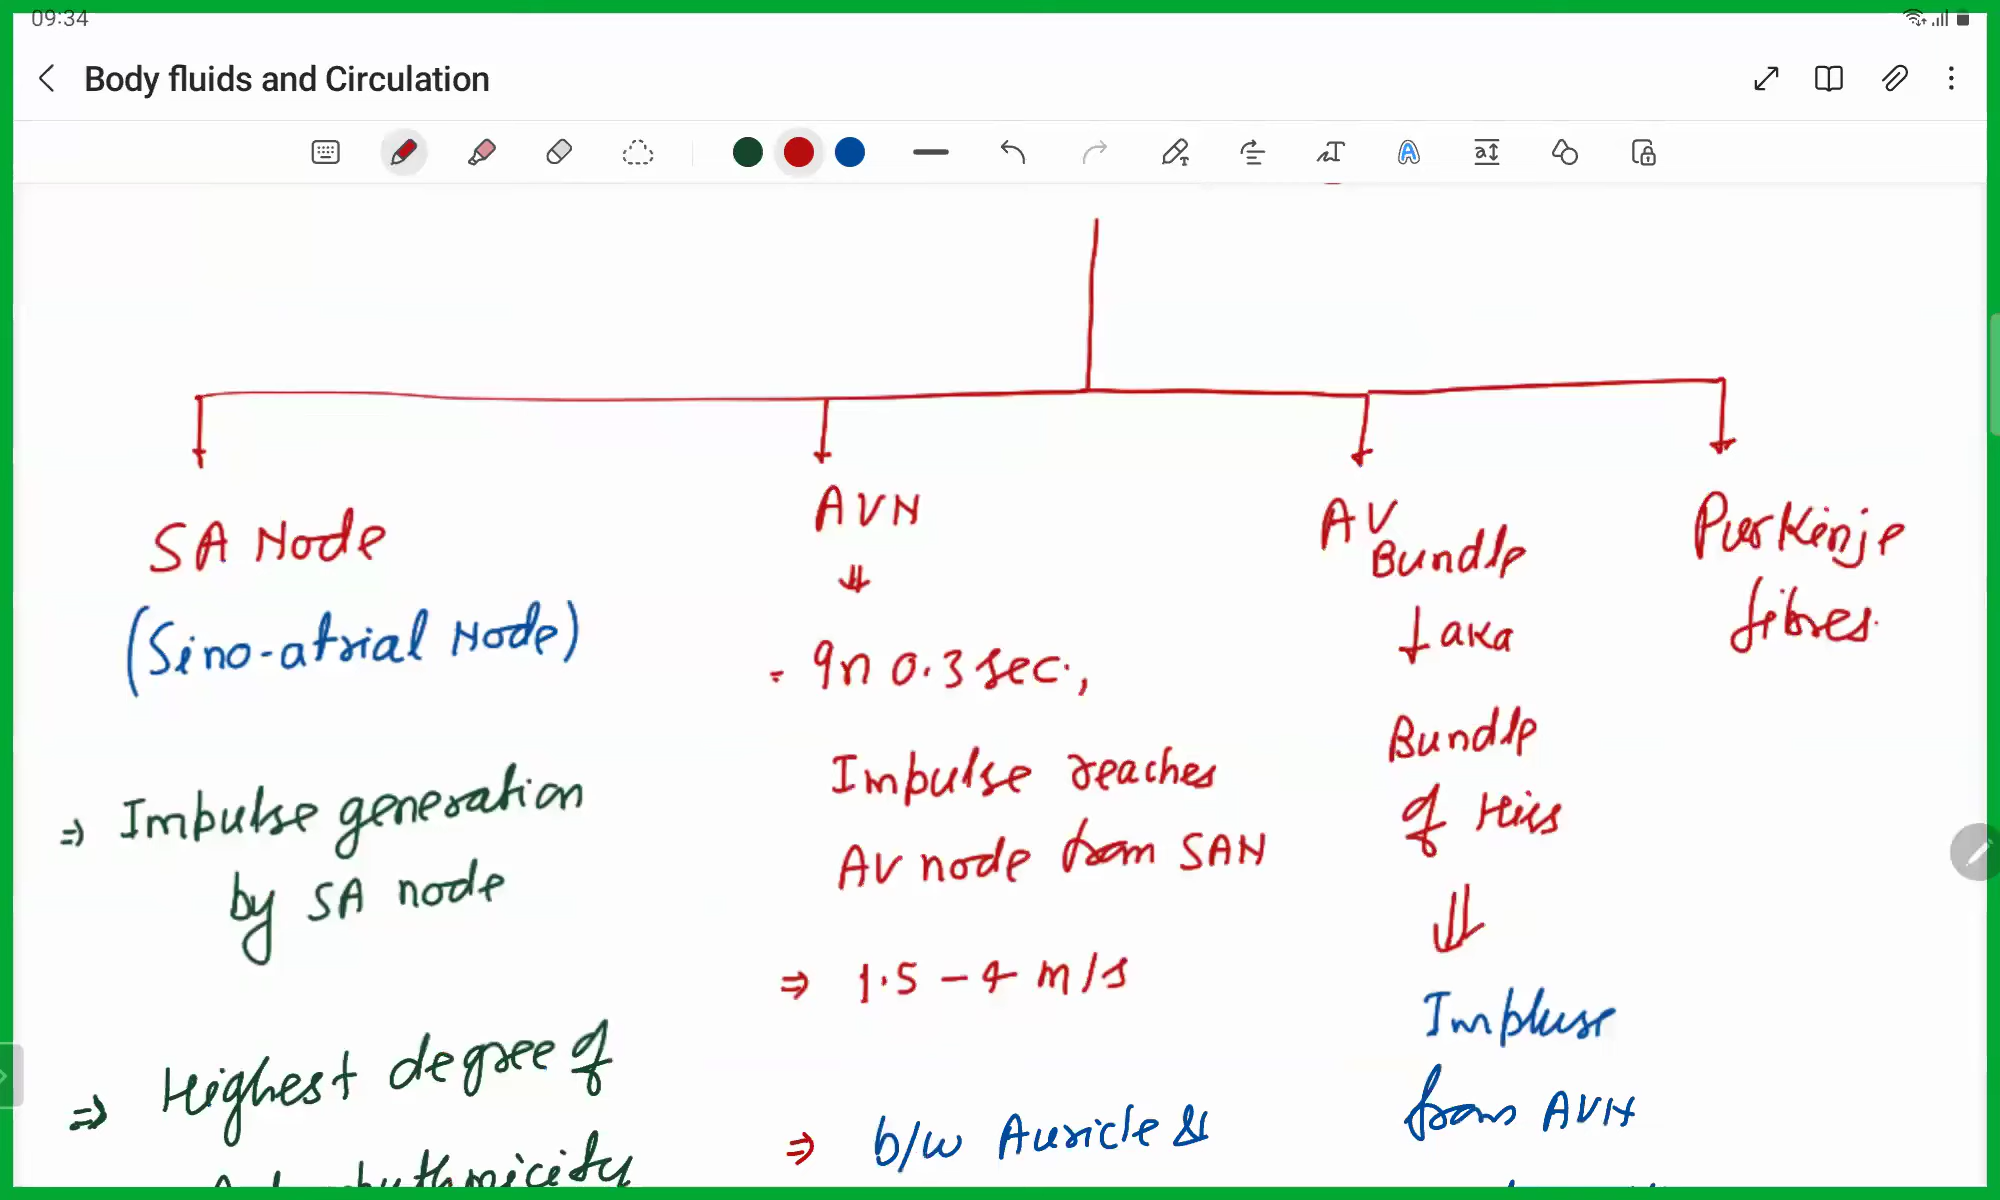 09:34
Body fluids and Circulation
SA Node
(Sino-atrial Node)
⇒ Impulse generation
by SA node
⇒ Highest degree of
AVN
⇓
- In 0.3 sec.,
Impulse reaches
AV node from SAN
⇒ 1.5 - 4 m/s
⇒ b/w Auricle &
AV
Bundle
↓ aka
Bundle
of Hiss
⇓
Impluse
from AVN
Purkinje
fibres.